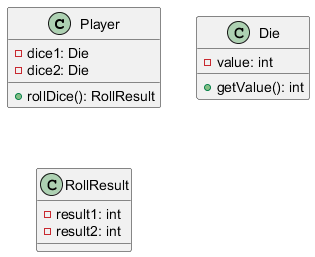 C Player
dice1: Die
dice2: Die
rollDice(): RollResult
C Die
value: int
getValue(): int
C RollResult
result1: int
result2: int